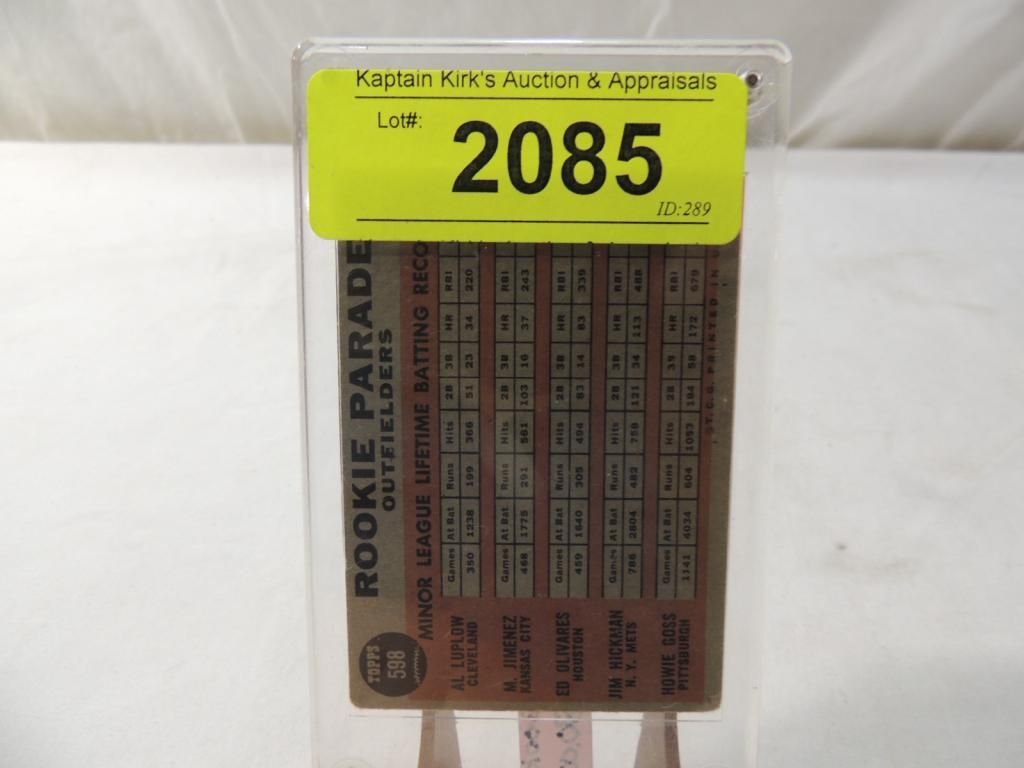 Kaptain Kirk's Auction & Appraisals
Lot#: 2085
ID:289
TOPPS 598
ROOKIE PARADE
OUTFIELDERS
MINOR LEAGUE LIFETIME BATTING RECO
AL LUPLOW
CLEVELAND
Games At Bat Runs Hits 2B 3B HR RBI
350 1238 199 366 51 23 34 220
M. JIMENEZ
KANSAS CITY
Games At Bat Runs Hits 2B 3B HR RBI
468 1775 291 561 103 16 37 243
ED OLIVARES
HOUSTON
Games At Bat Runs Hits 2B 3B HR RBI
459 1640 305 494 83 14 83 339
JIM HICKMAN
N. Y. METS
Games At Bat Runs Hits 2B 3B HR RBI
786 2804 482 758 121 34 113 488
HOWIE GOSS
PITTSBURGH
Games At Bat Runs Hits 2B 3B HR RBI
1141 4034 604 1093 184 58 172 679
T.C.G. PRINTED IN U